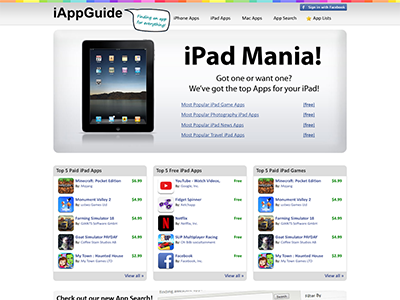 Sign in with Facebook
iAppGuide
Finding an app
for everything!
iPhone Apps
iPad Apps
Mac Apps
App Search
App Lists
iPad Mania!
Got one or want one?
We've got the top Apps for your iPad!
Most Popular iPad Game Apps
(free)
Most Popular Photography iPad Apps
(free)
Most Popular iPad News Apps
(free)
Most Popular Travel iPad Apps
(free)
Top 5 Paid iPad Apps
Minecraft: Pocket Edition
$6.99
By: Mojang
Monument Valley 2
$4.99
By: ustwo Games Ltd
Farming Simulator 18
$4.99
By: GIANTS Software GmbH
Goat Simulator PAYDAY
$4.99
By: Coffee Stain Studios AB
My Town : Haunted House
$2.99
By: My Town Games LTD
View all »
Top 5 free iPad Apps
YouTube - Watch Videos,
Free
By: Google, Inc.
Fidget Spinner
Free
By: Ketchapp
Netflix
Free
By: Netflix, Inc.
Multiplayer Racing
Free
By:
Facebook
Free
By: Facebook, Inc.
View all »
Top 5 Paid iPad Games
Minecraft: Pocket Edition
$6.99
By: Mojang
Monument Valley 2
$4.99
By: ustwo Games Ltd
Farming Simulator 18
$4.99
By: GIANTS Software GmbH
Goat Simulator PAYDAY
$4.99
By: Coffee Stain Studios AB
My Town : Haunted House
$2.99
By: My Town Games LTD
View all »
Check out our new App Search!